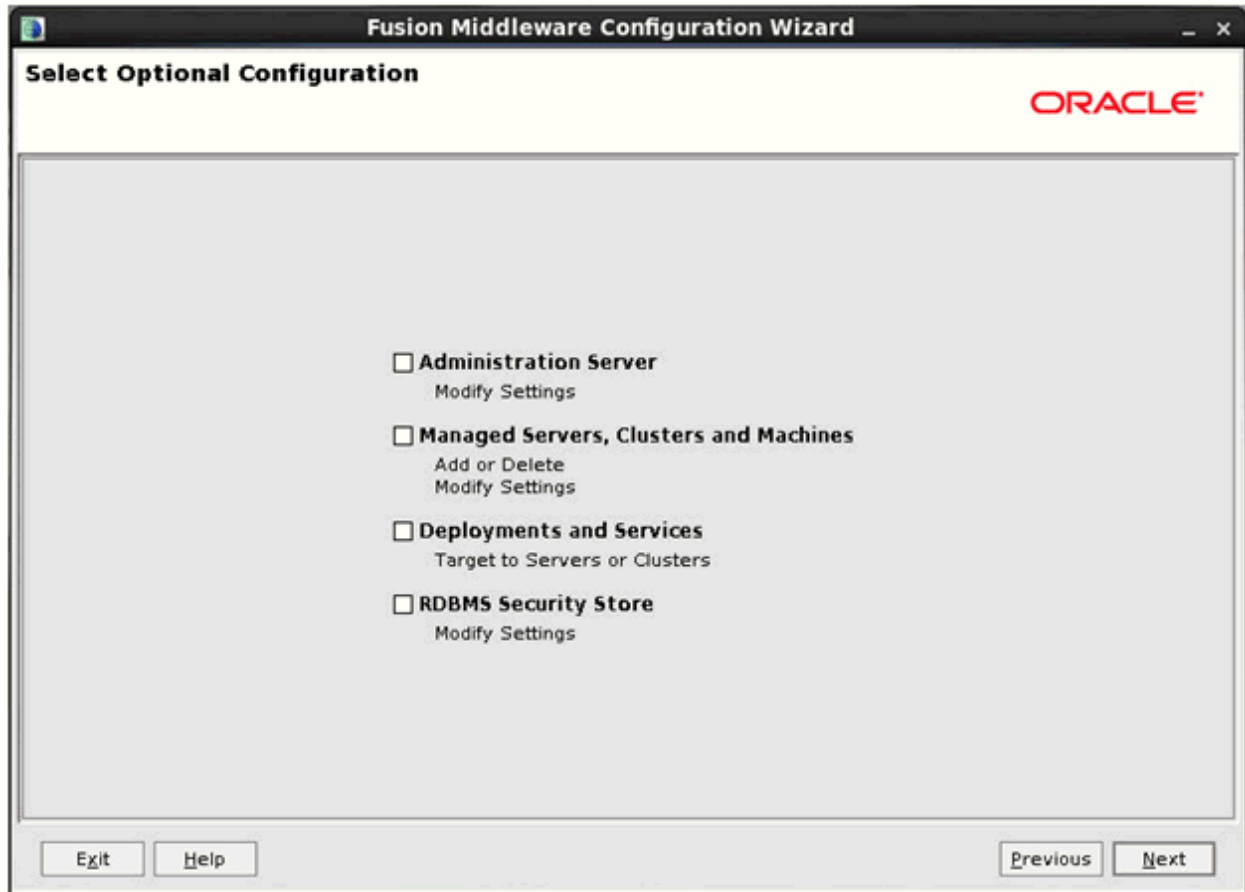 Fusion Middleware Configuration Wizard
Select Optional Configuration
ORACLE
Administration Server
Modify Settings
Managed Servers, Clusters and Machines
Add or Delete
Modify Settings
Deployments and Services
Target to Servers or Clusters
RDBMS Security Store
Modify Settings
Exit Help Previous Next